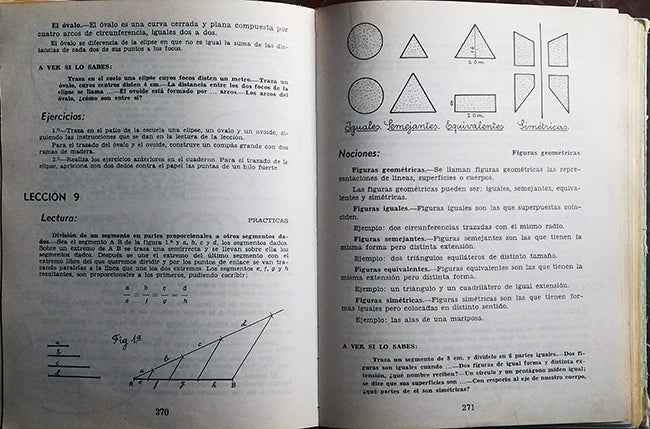 El óvalo.—El óvalo es una curva cerrada y plana compuesta por
cuatro arcos de circunferencia, iguales dos a dos.
El óvalo se diferencia de la elipse en que no es igual la suma de las dis-
tancias de cada dos de sus puntos a los focos.
A VER SI LO SABES:
Traza en el suelo una elipse cuyos focos disten un metro.—Traza un
óvalo, cuyos centros disten 4 cm.—La distancia entre los dos focos de la
elipse se llama ....—El ovoide está formado por ... arcos.—Los arcos del
óvalo, ¿cómo son entre sí?
Ejercicios:
1.º—Traza en el patio de la escuela una elipse, un óvalo y un ovoide, si-
guiendo las instrucciones que se dan en la lectura de la lección.
Para el trazado del óvalo y el ovoide, construye un compás grande con dos
ramas de madera.
2.º—Realiza los ejercicios anteriores en el cuaderno. Para el trazado de la
elipse, aprisiona con dos dedos contra el papel las puntas de un hilo fuerte.
LECCIÓN 9
Lectura:
PRACTICAS
División de un segmento en partes proporcionales a otros segmentos da-
dos.—Sea el segmento A B de la figura 1.ª y a, b, c, y d, los segmentos dados.
Sobre un extremo de A B se traza una semirrecta y se llevan sobre ella los
segmentos dados. Después se une el extremo del último segmento con el
extremo libre del que queremos dividir y por los puntos de enlace se van tra-
zando paralelas a la línea que une los dos extremos. Los segmentos e, f, g y h
resultantes, son proporcionales a los primeros, pudiendo escribir:
a b c d
— = — = — = —
e f g h
Fig 1ª
a
b
c
d
a b c d
A e f g h B
270
2 cm
2 cm
Iguales Semejantes Equivalentes Simétricas
Nociones:
Figuras geométricas
Figuras geométricas.—Se llaman figuras geométricas las repre-
sentaciones de líneas, superficies o cuerpos.
Las figuras geométricas pueden ser: iguales, semejantes, equiva-
lentes y simétricas.
Figuras iguales.—Figuras iguales son las que superpuestas coin-
ciden.
Ejemplo: dos circunferencias trazadas con el mismo radio.
Figuras semejantes.—Figuras semejantes son las que tienen la
misma forma pero distinta extensión.
Ejemplo: dos triángulos equiláteros de distinto tamaño.
Figuras equivalentes.—Figuras equivalentes son las que tienen la
misma extensión pero distinta forma.
Ejemplo: un triángulo y un cuadrilátero de igual extensión.
Figuras simétricas.—Figuras simétricas son las que tienen for-
mas iguales pero colocadas en distinto sentido.
Ejemplo: las alas de una mariposa.
A VER SI LO SABES:
Traza un segmento de 8 cm. y divídelo en 6 partes iguales.—Dos fi-
guras son iguales cuando ....—Dos figuras de igual forma y distinta ex-
tensión, ¿qué nombre reciben?—Un círculo y un pentágono miden igual;
se dice que sus superficies son ....—Con respecto al eje de nuestro cuerpo,
¿qué partes de él son simétricas?
271